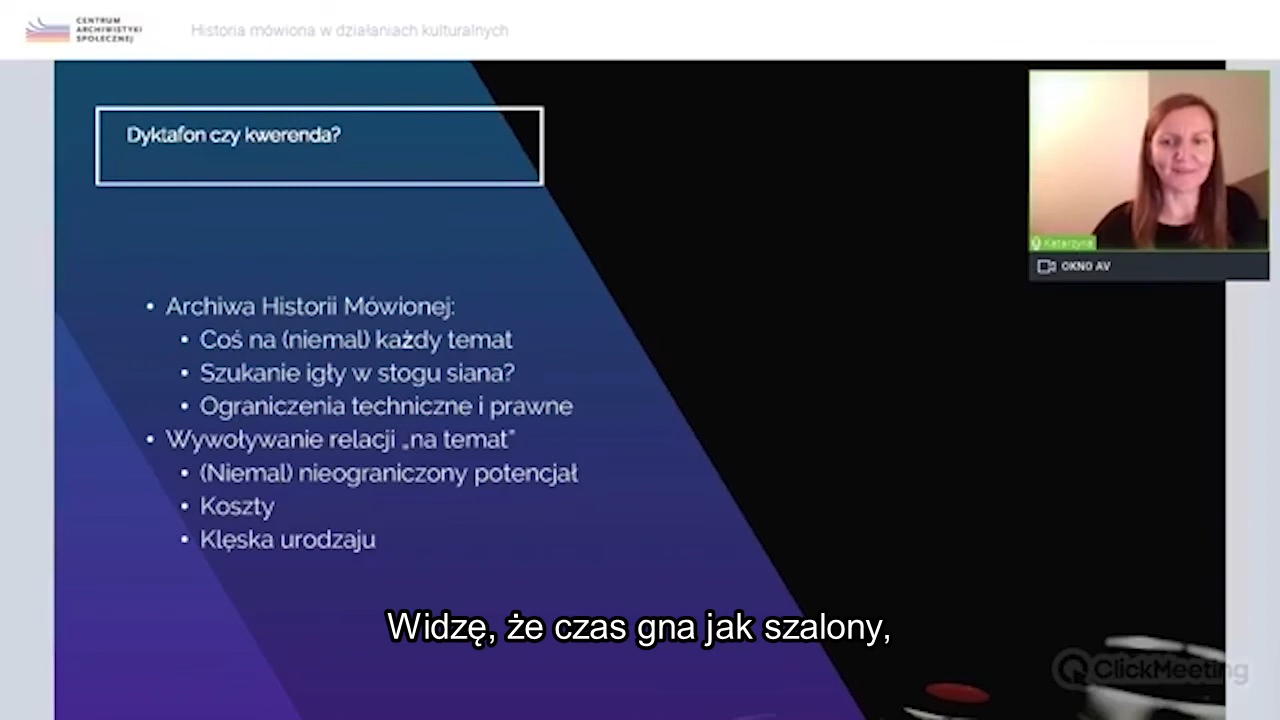 CENTRUM
ARCHIWISTYKI
SPOŁECZNEJ
Historia mówiona w działaniach kulturalnych
Dyktafon czy kwerenda?
Katarzyna
OKNO AV
• Archiwa Historii Mówionej:
• Coś na (niemal) każdy temat
• Szukanie igły w stogu siana?
• Ograniczenia techniczne i prawne
• Wywoływanie relacji „na temat”
• (Niemal) nieograniczony potencjał
• Koszty
• Klęska urodzaju
Widzę, że czas gna jak szalony,
ClickMeeting